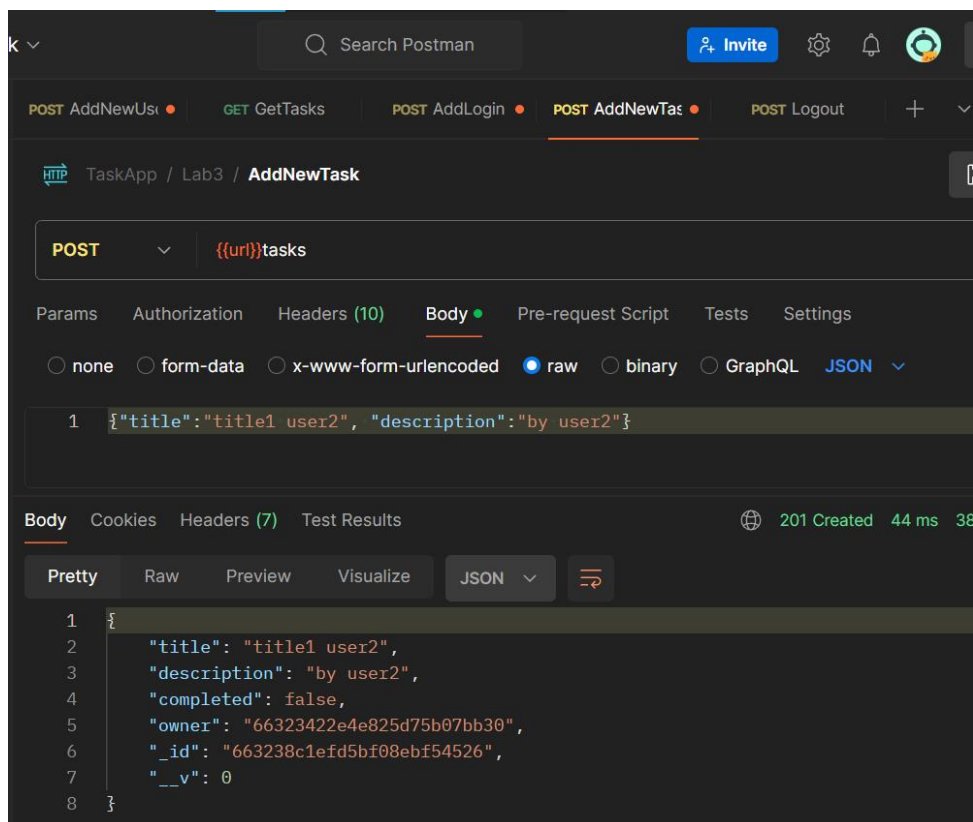 k
Search Postman
Invite
POST AddNewUse
GET GetTasks
POST AddLogin
POST AddNewTas
POST Logout
HTTP TaskApp / Lab3 / AddNewTask
POST {{url}}tasks
Params Authorization Headers (10) Body Pre-request Script Tests Settings
none form-data x-www-form-urlencoded raw binary GraphQL JSON
1 {"title":"title1 user2", "description":"by user2"}
Body Cookies Headers (7) Test Results 201 Created 44 ms 38
Pretty Raw Preview Visualize JSON
1 {
2 "title": "title1 user2",
3 "description": "by user2",
4 "completed": false,
5 "owner": "66323422e4e825d75b07bb30",
6 "_id": "663238c1efd5bf08ebf54526",
7 "__v": 0
8 }